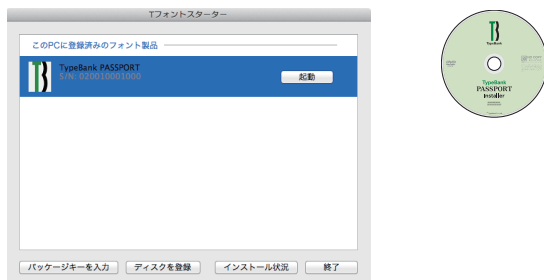 Tフォントスターター
このPCに登録済みのフォント製品
TypeBank PASSPORT
S/N: 020010001000
起動
パッケージキーを入力
ディスクを登録
インストール状況
終了
TB
TypeBank
TypeBank
PASSPORT
Installer